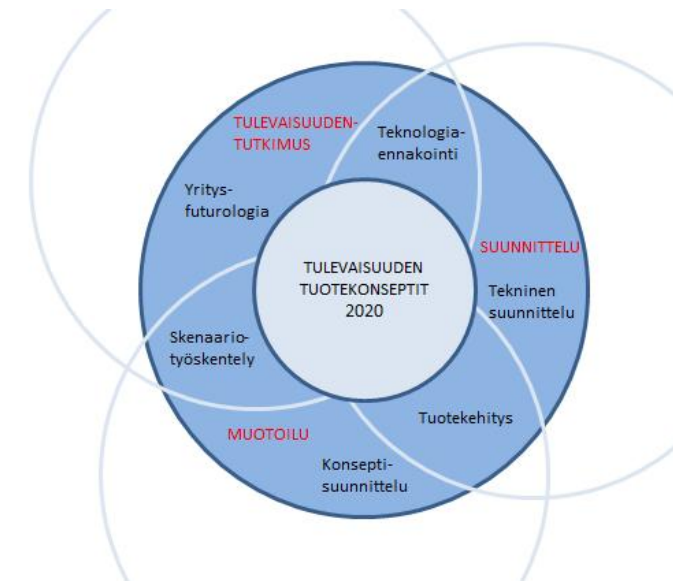 TULEVAISUUDEN-
TUTKIMUS
Teknologia-
ennakointi
Yritys-
futurologia
SUUNNITTELU
TULEVAISUUDEN
TUOTEKONSEPTIT
2020
Tekninen
suunnittelu
Skenaario-
työskentely
Tuotekehitys
MUOTOILU
Konsepti-
suunnittelu